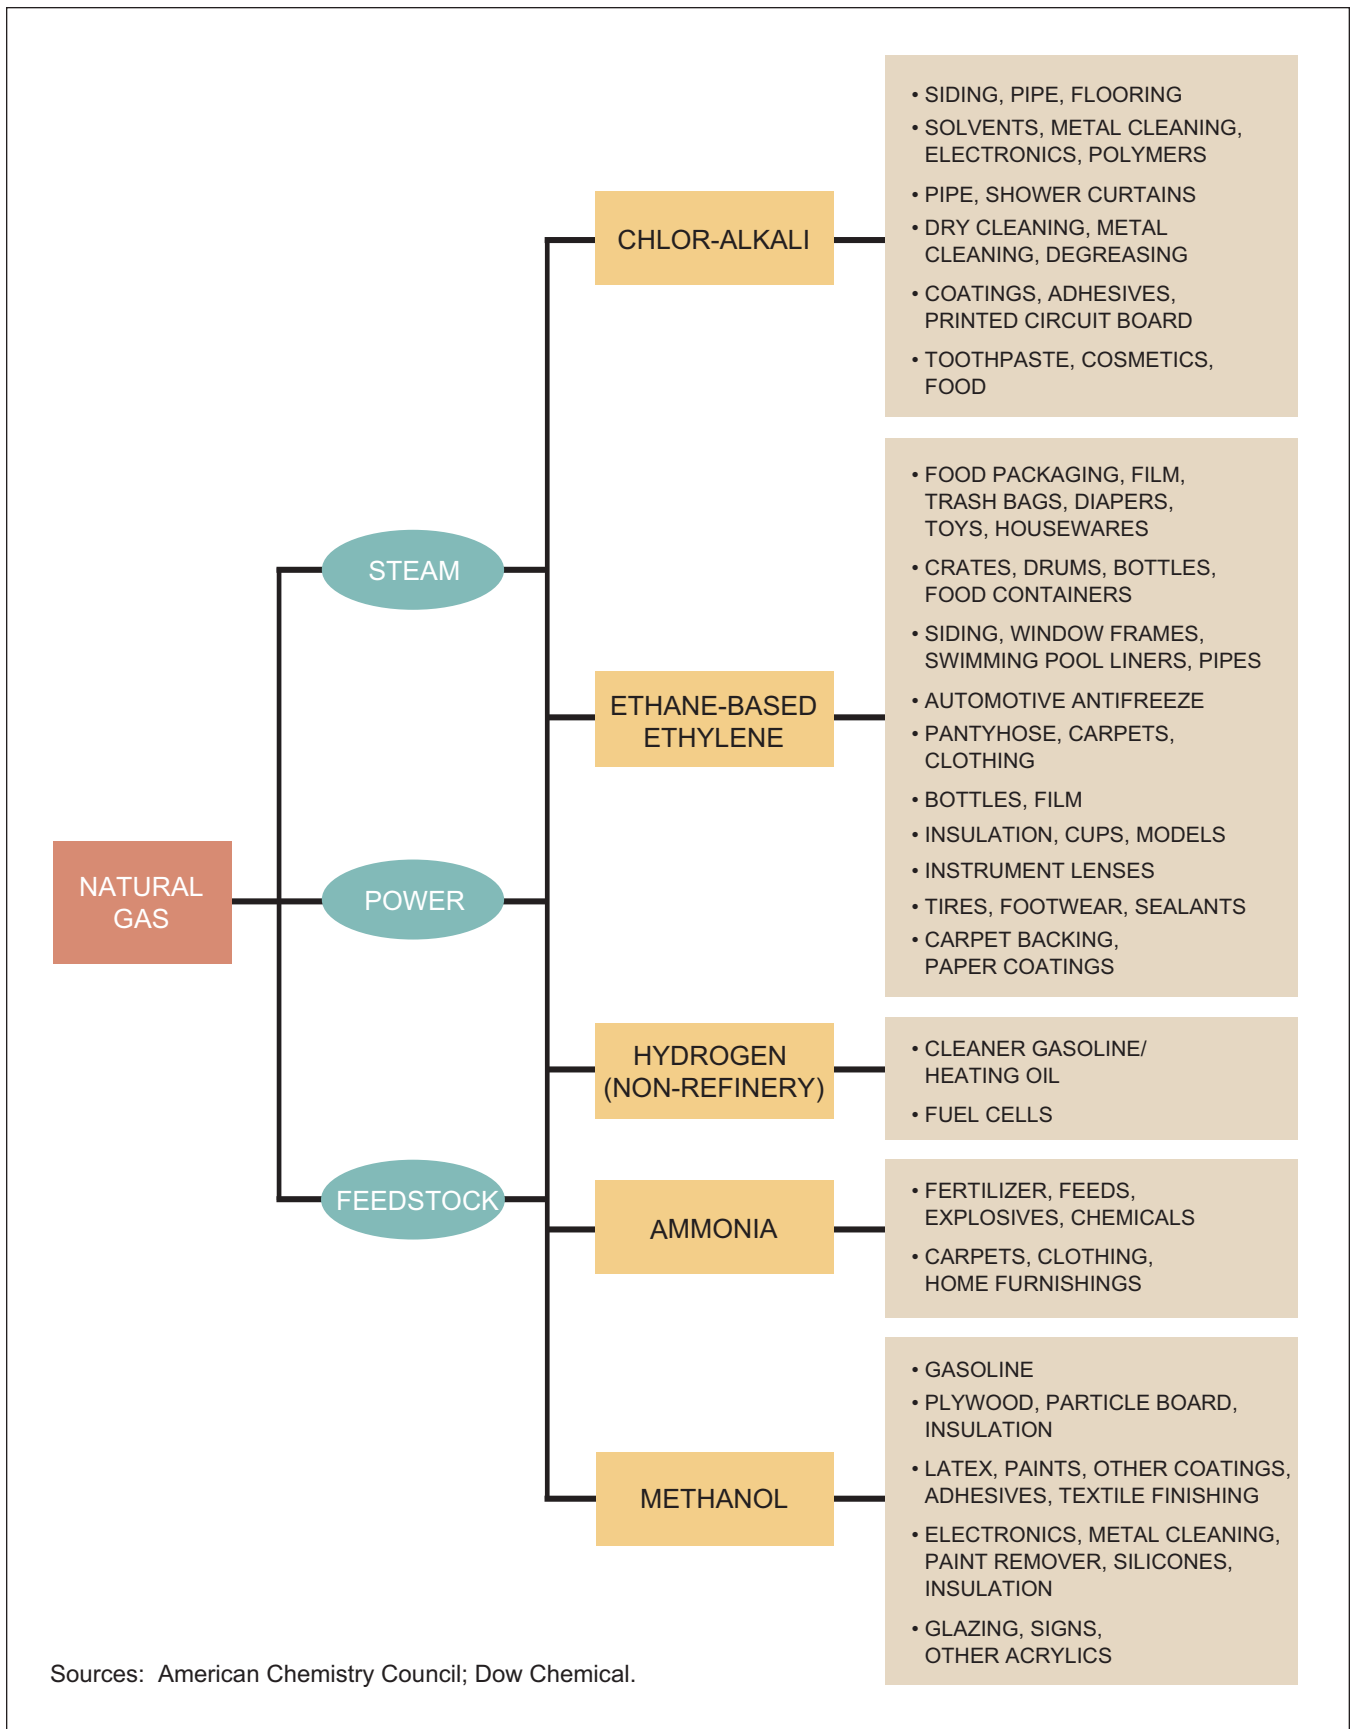 NATURAL
GAS
STEAM
POWER
FEEDSTOCK
CHLOR-ALKALI
• SIDING, PIPE, FLOORING
• SOLVENTS, METAL CLEANING,
ELECTRONICS, POLYMERS
• PIPE, SHOWER CURTAINS
• DRY CLEANING, METAL
CLEANING, DEGREASING
• COATINGS, ADHESIVES,
PRINTED CIRCUIT BOARD
• TOOTHPASTE, COSMETICS,
FOOD
ETHANE-BASED
ETHYLENE
• FOOD PACKAGING, FILM,
TRASH BAGS, DIAPERS,
TOYS, HOUSEWARES
• CRATES, DRUMS, BOTTLES,
FOOD CONTAINERS
• SIDING, WINDOW FRAMES,
SWIMMING POOL LINERS, PIPES
• AUTOMOTIVE ANTIFREEZE
• PANTYHOSE, CARPETS,
CLOTHING
• BOTTLES, FILM
• INSULATION, CUPS, MODELS
• INSTRUMENT LENSES
• TIRES, FOOTWEAR, SEALANTS
• CARPET BACKING,
PAPER COATINGS
HYDROGEN
(NON-REFINERY)
• CLEANER GASOLINE/
HEATING OIL
• FUEL CELLS
AMMONIA
• FERTILIZER, FEEDS,
EXPLOSIVES, CHEMICALS
• CARPETS, CLOTHING,
HOME FURNISHINGS
METHANOL
• GASOLINE
• PLYWOOD, PARTICLE BOARD,
INSULATION
• LATEX, PAINTS, OTHER COATINGS,
ADHESIVES, TEXTILE FINISHING
• ELECTRONICS, METAL CLEANING,
PAINT REMOVER, SILICONES,
INSULATION
• GLAZING, SIGNS,
OTHER ACRYLICS
Sources: American Chemistry Council; Dow Chemical.